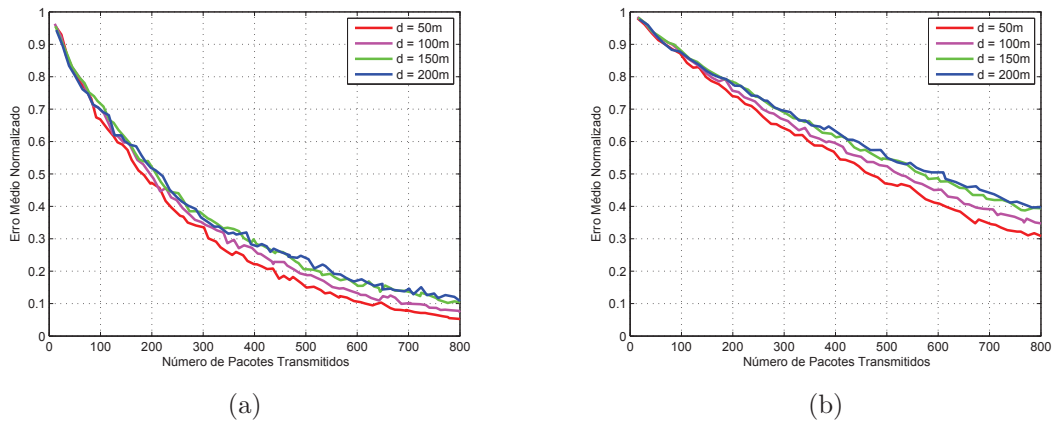 1
0.9
0.8
0.7
0.6
0.5
0.4
0.3
0.2
0.1
0
Erro Médio Normalizado
0 100 200 300 400 500 600 700 800
Número de Pacotes Transmitidos
d = 50m
d = 100m
d = 150m
d = 200m
(a)
1
0.9
0.8
0.7
0.6
0.5
0.4
0.3
0.2
0.1
0
Erro Médio Normalizado
0 100 200 300 400 500 600 700 800
Número de Pacotes Transmitidos
d = 50m
d = 100m
d = 150m
d = 200m
(b)